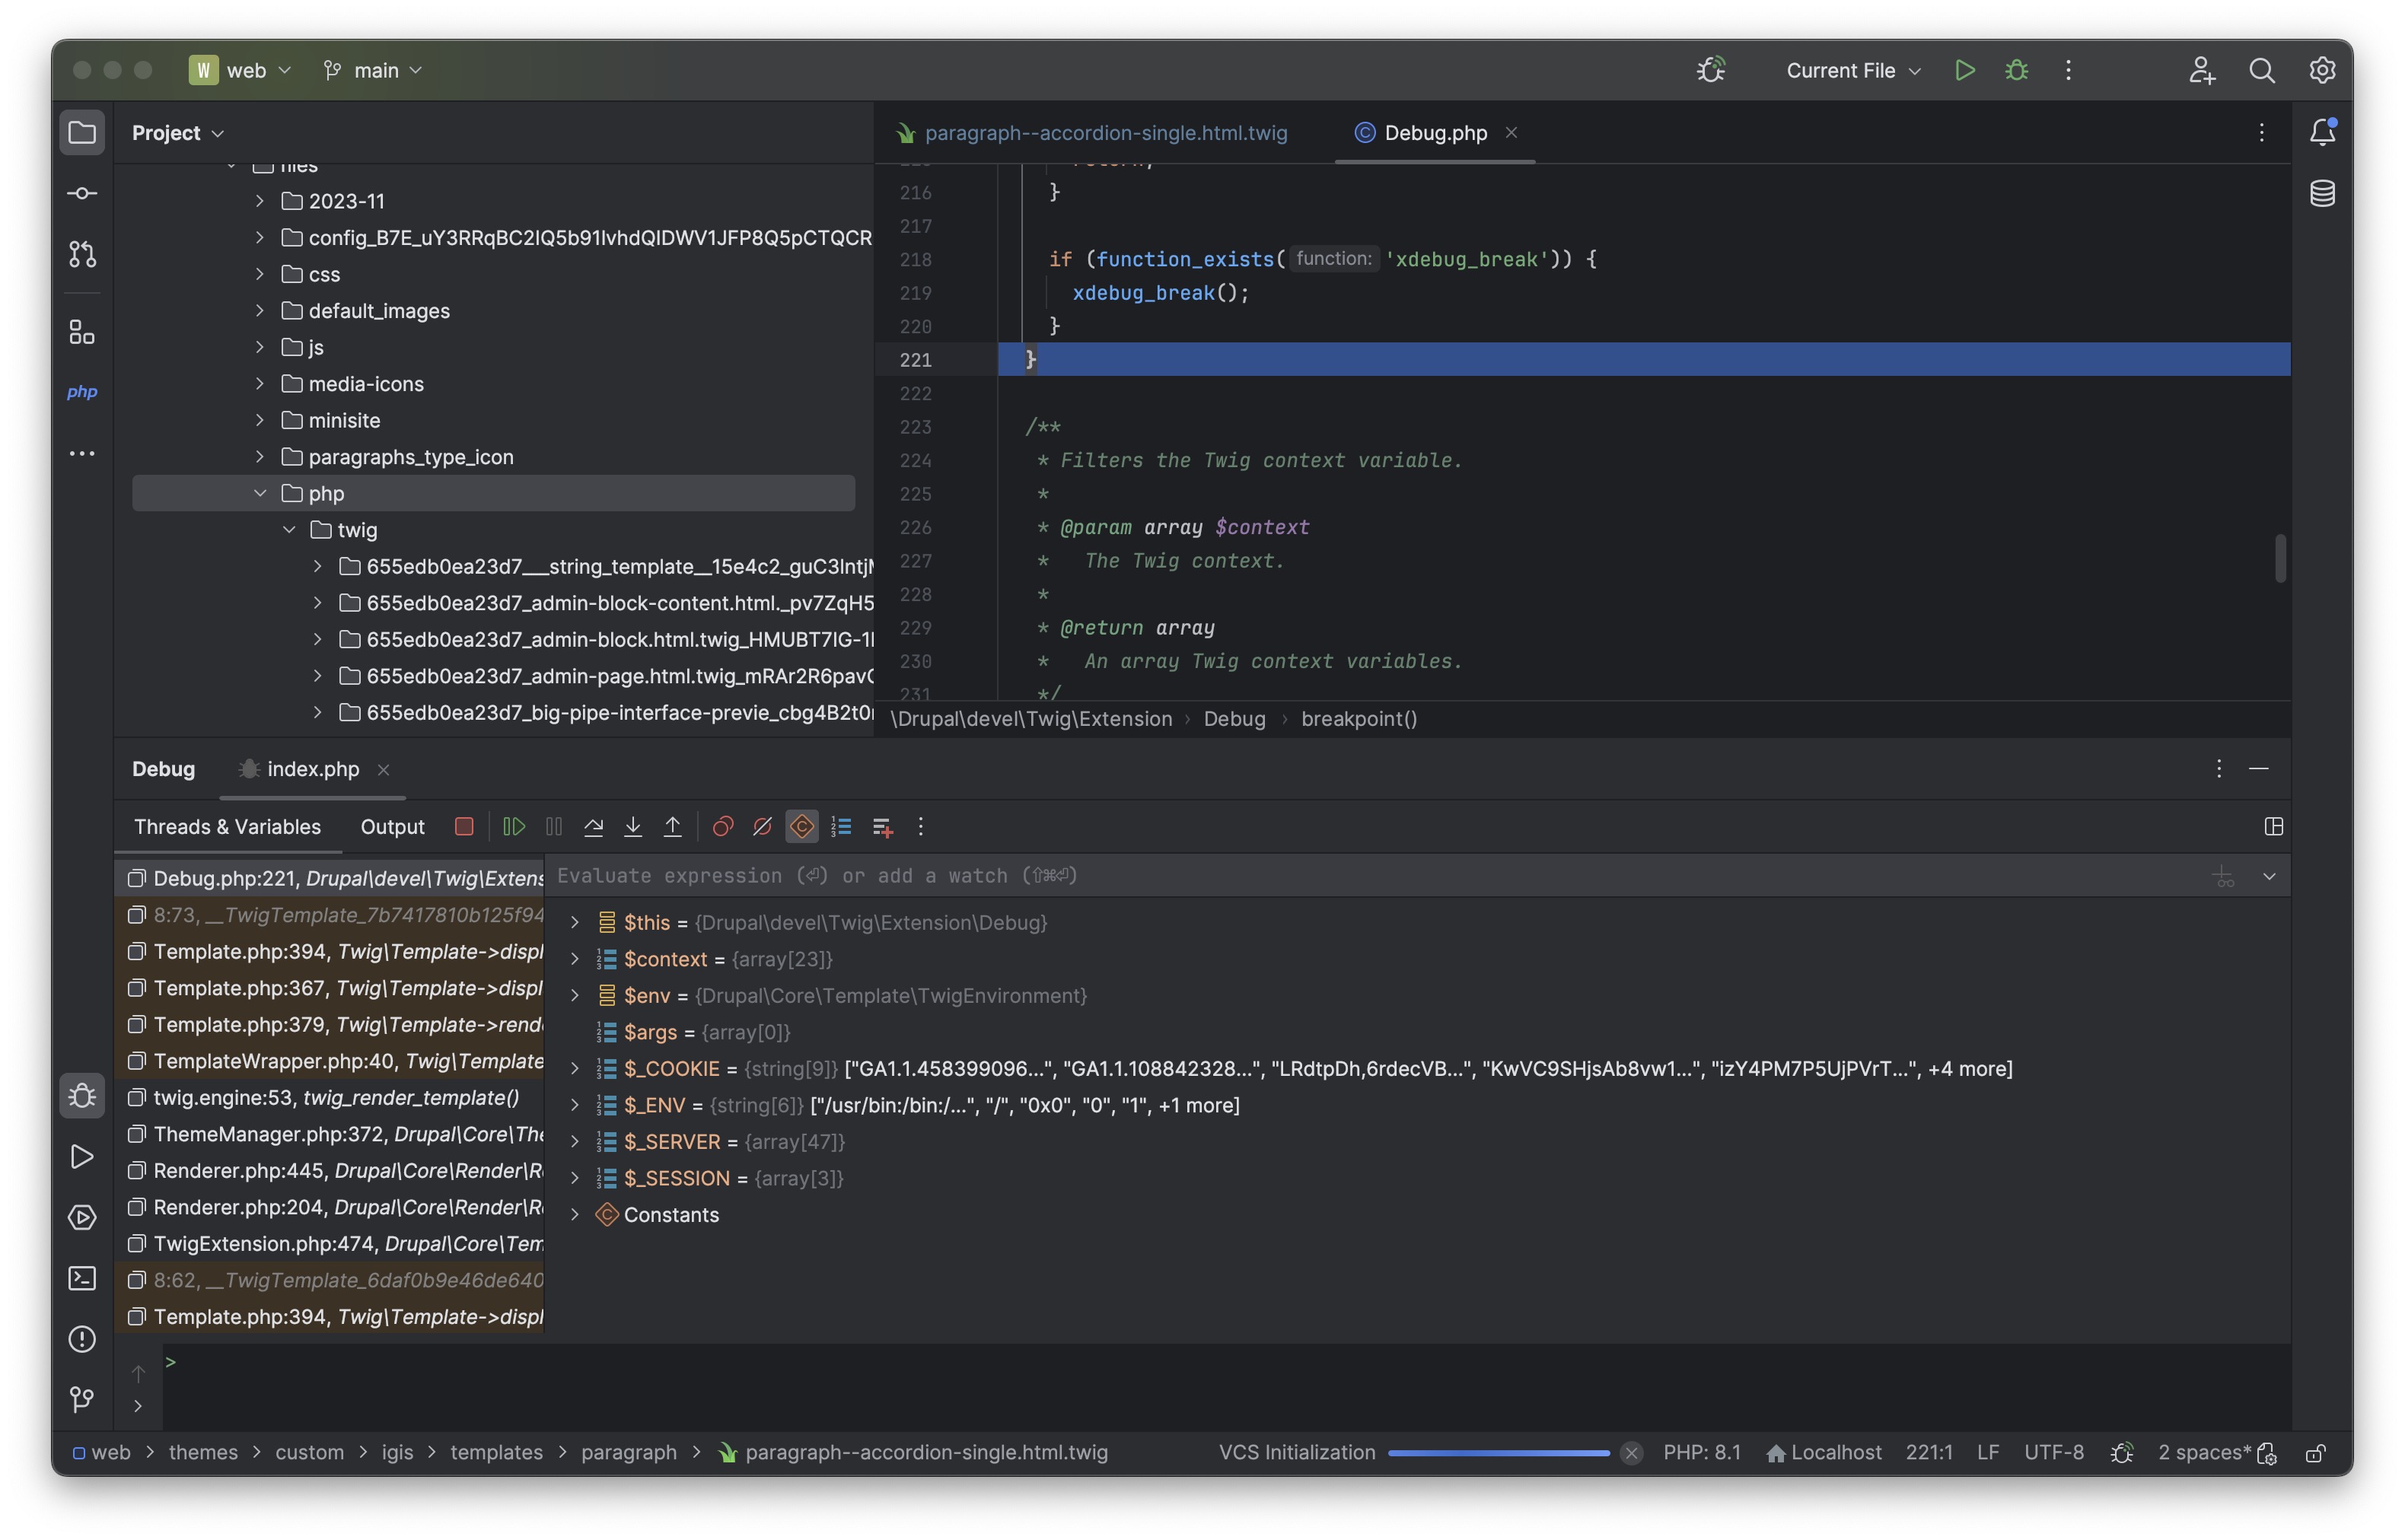 W web main Current File
Project
files
2023-11
config_B7E_uY3RRqBC2IQ5b91lvhdQIDWV1JFP8Q5pCTQCR
css
default_images
js
media-icons
minisite
paragraphs_type_icon
php
twig
655edb0ea23d7___string_template__15e4c2_guC3Intj
655edb0ea23d7_admin-block-content.html._pv7ZqH5
655edb0ea23d7_admin-block.html.twig_HMUBT7IG-1
655edb0ea23d7_admin-page.html.twig_mRAr2R6pav
655edb0ea23d7_big-pipe-interface-previe_cbg4B2t0
php
paragraph--accordion-single.html.twig Debug.php
return;
216 }
217
218 if (function_exists( function: 'xdebug_break')) {
219 xdebug_break();
220 }
221 }
222
223 /**
224 * Filters the Twig context variable.
225 *
226 * @param array $context
227 *   The Twig context.
228 *
229 * @return array
230 *   An array Twig context variables.
231 */
\Drupal\devel\Twig\Extension › Debug › breakpoint()
Debug index.php
Threads & Variables Output
Debug.php:221, Drupal\devel\Twig\Extens
8:73, __TwigTemplate_7b7417810b125f94
Template.php:394, Twig\Template->displ
Template.php:367, Twig\Template->displ
Template.php:379, Twig\Template->rend
TemplateWrapper.php:40, Twig\Template
twig.engine:53, twig_render_template()
ThemeManager.php:372, Drupal\Core\The
Renderer.php:445, Drupal\Core\Render\R
Renderer.php:204, Drupal\Core\Render\R
TwigExtension.php:474, Drupal\Core\Tem
8:62, __TwigTemplate_6daf0b9e46de640
Template.php:394, Twig\Template->displ
Evaluate expression (⏎) or add a watch (⇧⌘⏎)
$this = {Drupal\devel\Twig\Extension\Debug}
$context = {array[23]}
$env = {Drupal\Core\Template\TwigEnvironment}
$args = {array[0]}
$_COOKIE = {string[9]} ["GA1.1.458399096...", "GA1.1.108842328...", "LRdtpDh,6rdecVB...", "KwVC9SHjsAb8vw1...", "izY4PM7P5UjPVrT...", +4 more]
$_ENV = {string[6]} ["/usr/bin:/bin:/...", "/", "0x0", "0", "1", +1 more]
$_SERVER = {array[47]}
$_SESSION = {array[3]}
Constants
>
web > themes > custom > igis > templates > paragraph > paragraph--accordion-single.html.twig VCS Initialization PHP: 8.1 Localhost 221:1 LF UTF-8 2 spaces*